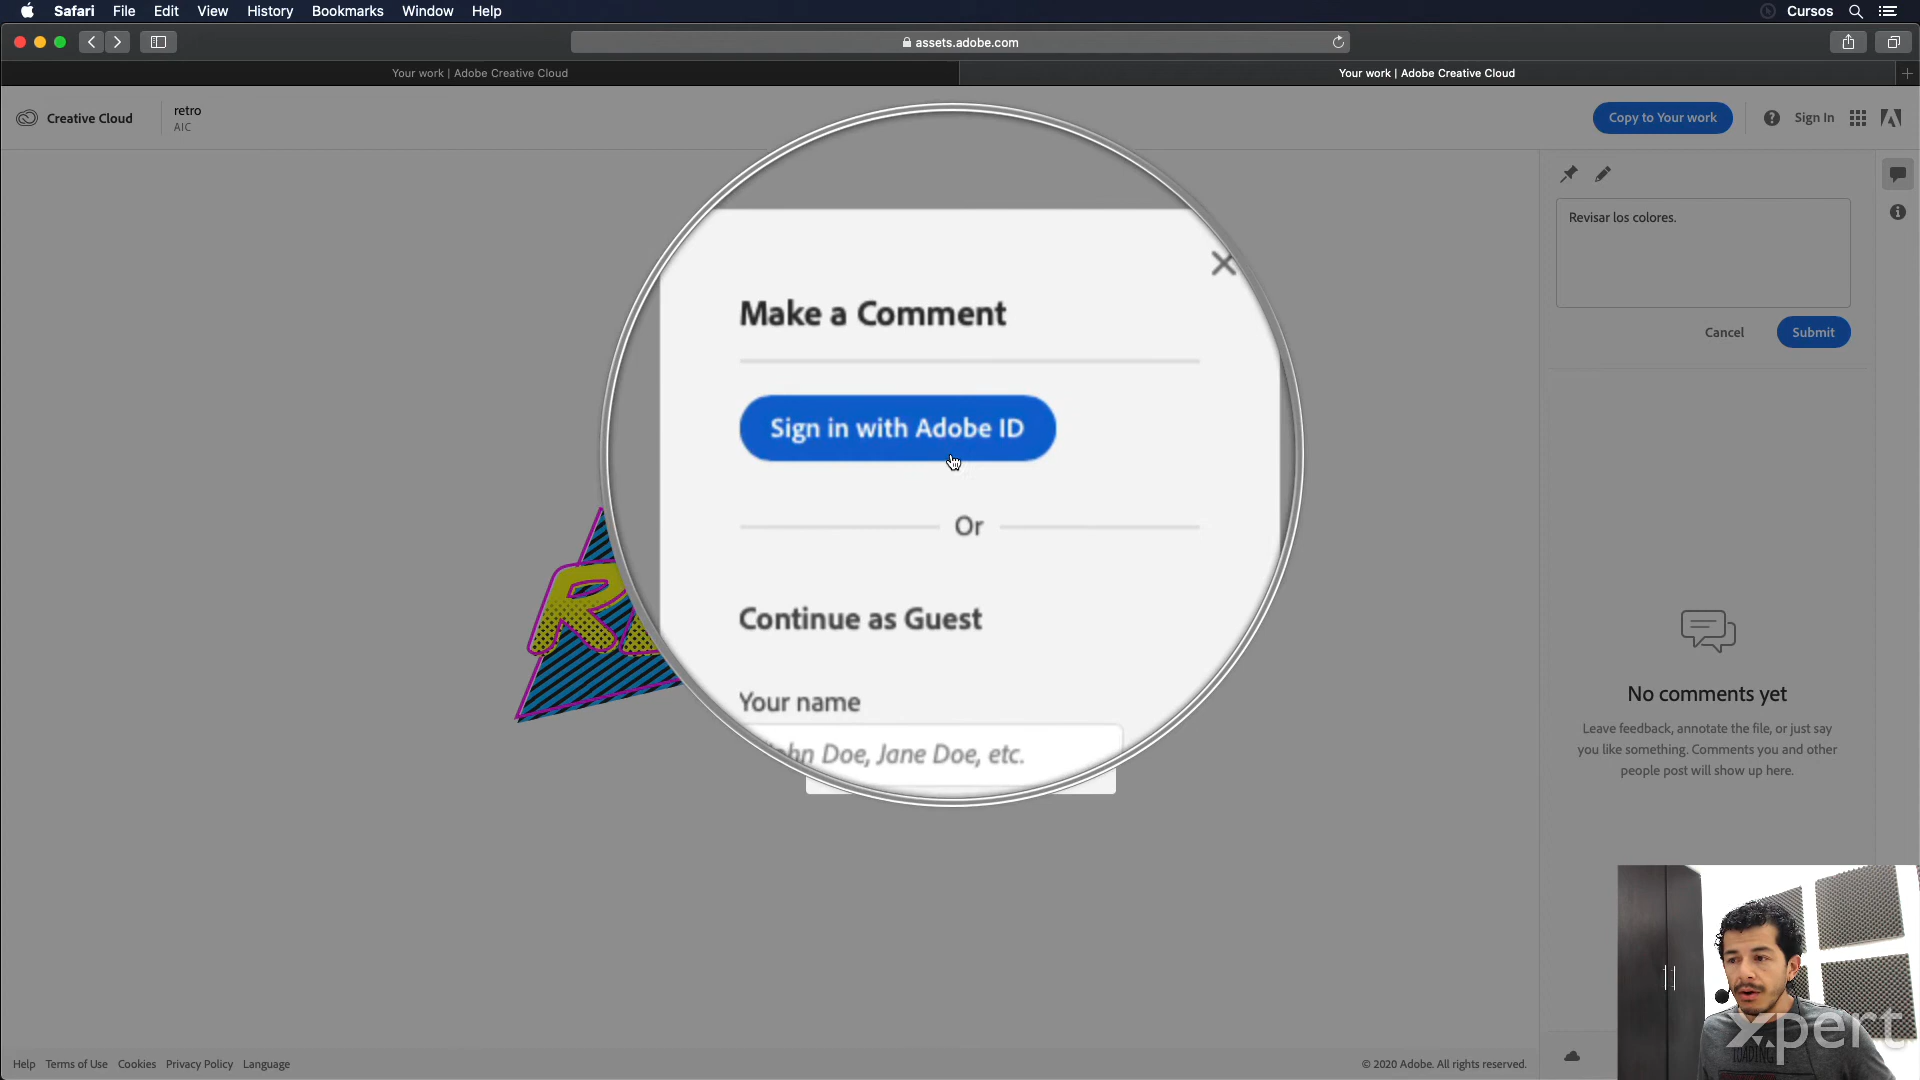 Safari File Edit View History Bookmarks Window Help
Cursos
assets.adobe.com
Your work | Adobe Creative Cloud
Your work | Adobe Creative Cloud
Creative Cloud
retro
AIC
Copy to Your work
Sign In
Revisar los colores.
Cancel
Submit
Make a Comment
Sign in with Adobe ID
Or
Continue as Guest
Your name
John Doe, Jane Doe, etc.
No comments yet
Leave feedback, annotate the file, or just say
you like something. Comments you and other
people post will show up here.
xpert
LOADING
Help Terms of Use Cookies Privacy Policy Language
© 2020 Adobe. All rights reserved.